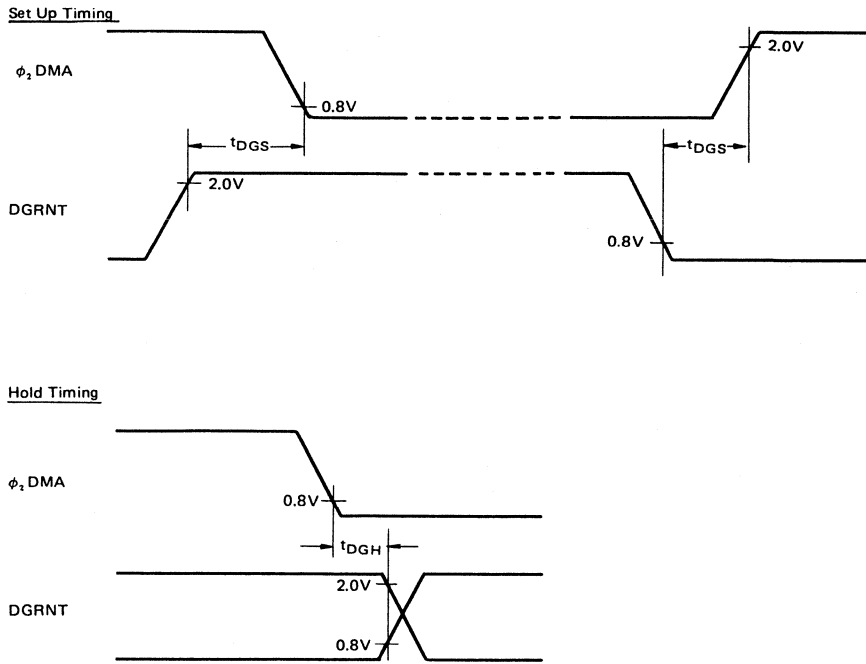 Set Up Timing
ϕ₂ DMA
2.0V
0.8V
tDGS
tDGS
2.0V
DGRNT
0.8V
Hold Timing
ϕ₂ DMA
0.8V
tDGH
2.0V
DGRNT
0.8V